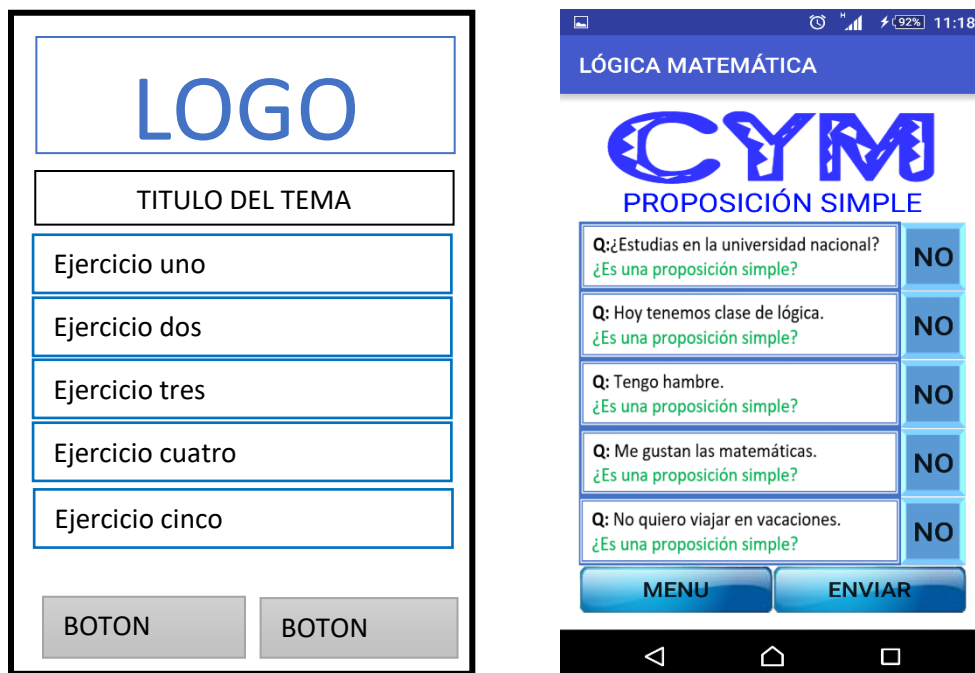 LOGO
TITULO DEL TEMA
Ejercicio uno
Ejercicio dos
Ejercicio tres
Ejercicio cuatro
Ejercicio cinco
BOTON
BOTON
H
92% 11:18
LÓGICA MATEMÁTICA
CYM
PROPOSICIÓN SIMPLE
Q:¿Estudias en la universidad nacional?
¿Es una proposición simple?
NO
Q: Hoy tenemos clase de lógica.
¿Es una proposición simple?
NO
Q: Tengo hambre.
¿Es una proposición simple?
NO
Q: Me gustan las matemáticas.
¿Es una proposición simple?
NO
Q: No quiero viajar en vacaciones.
¿Es una proposición simple?
NO
MENU
ENVIAR